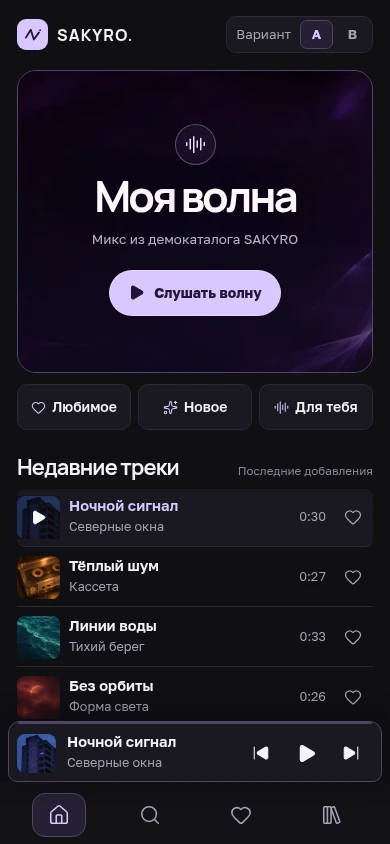 SAKYRO.
Вариант A B
Моя волна
Микс из демокаталога SAKYRO
Слушать волну
Любимое
Новое
Для тебя
Недавние треки
Последние добавления
Ночной сигнал
Северные окна
0:30
Тёплый шум
Кассета
0:27
Линии воды
Тихий берег
0:33
Без орбиты
Форма света
0:26
Ночной сигнал
Северные окна